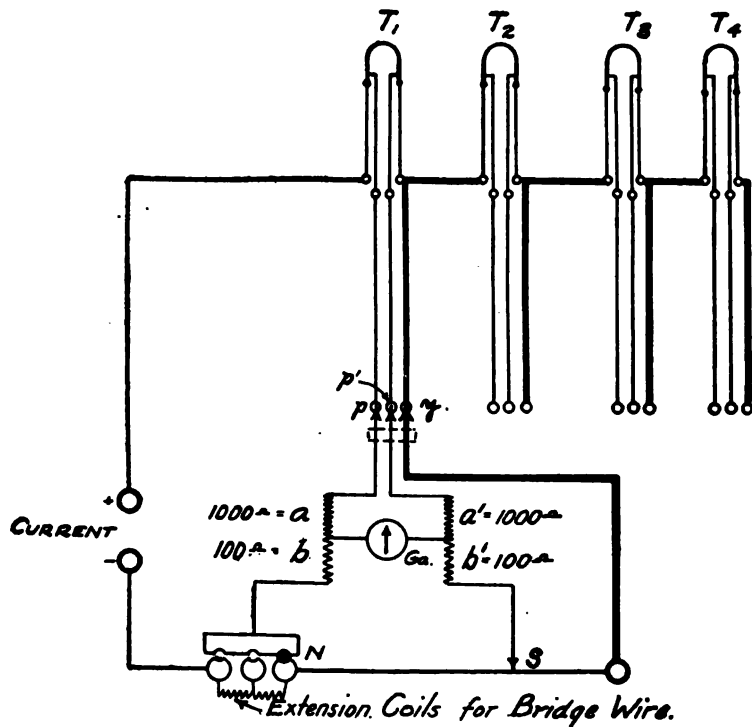 T1 T2 T3 T4
p'
p y.
+
CURRENT
-
1000Ω = a a' = 1000Ω
100Ω = b Ga. b' = 100Ω
N S
Extension. Coils for Bridge Wire.